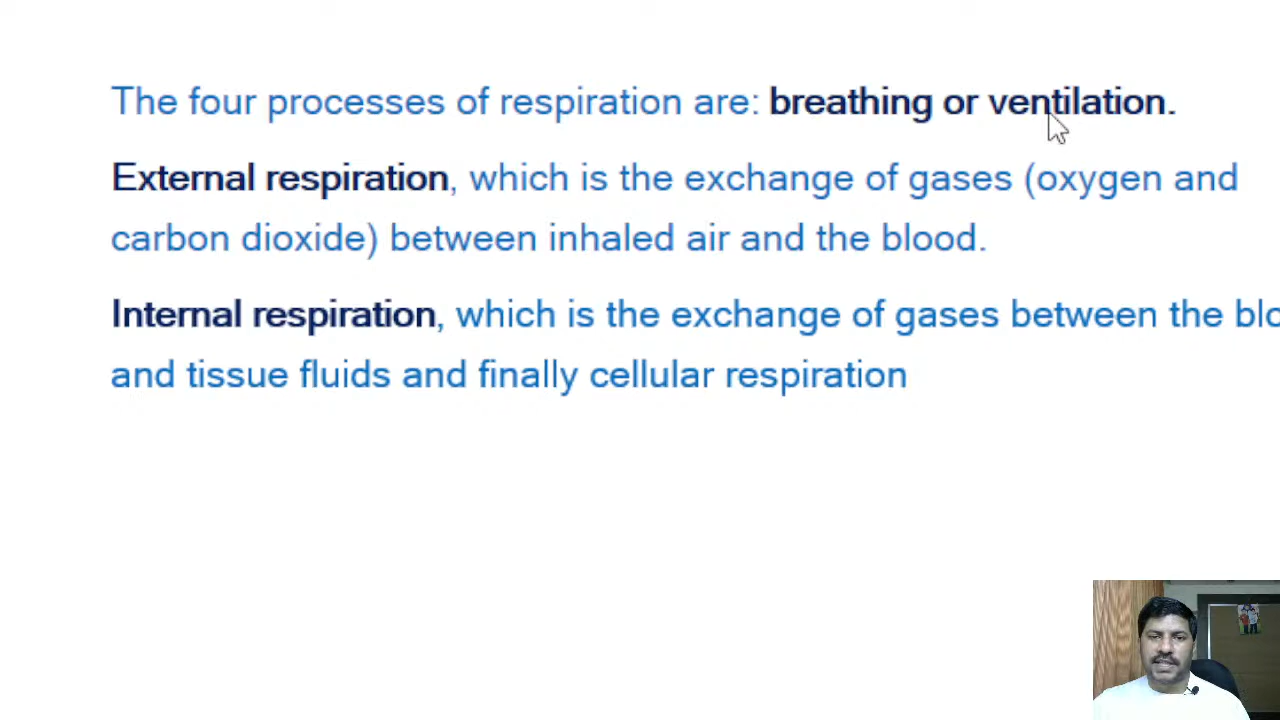 The four processes of respiration are: breathing or ventilation.
External respiration, which is the exchange of gases (oxygen and
carbon dioxide) between inhaled air and the blood.
Internal respiration, which is the exchange of gases between the
and tissue fluids and finally cellular respiration